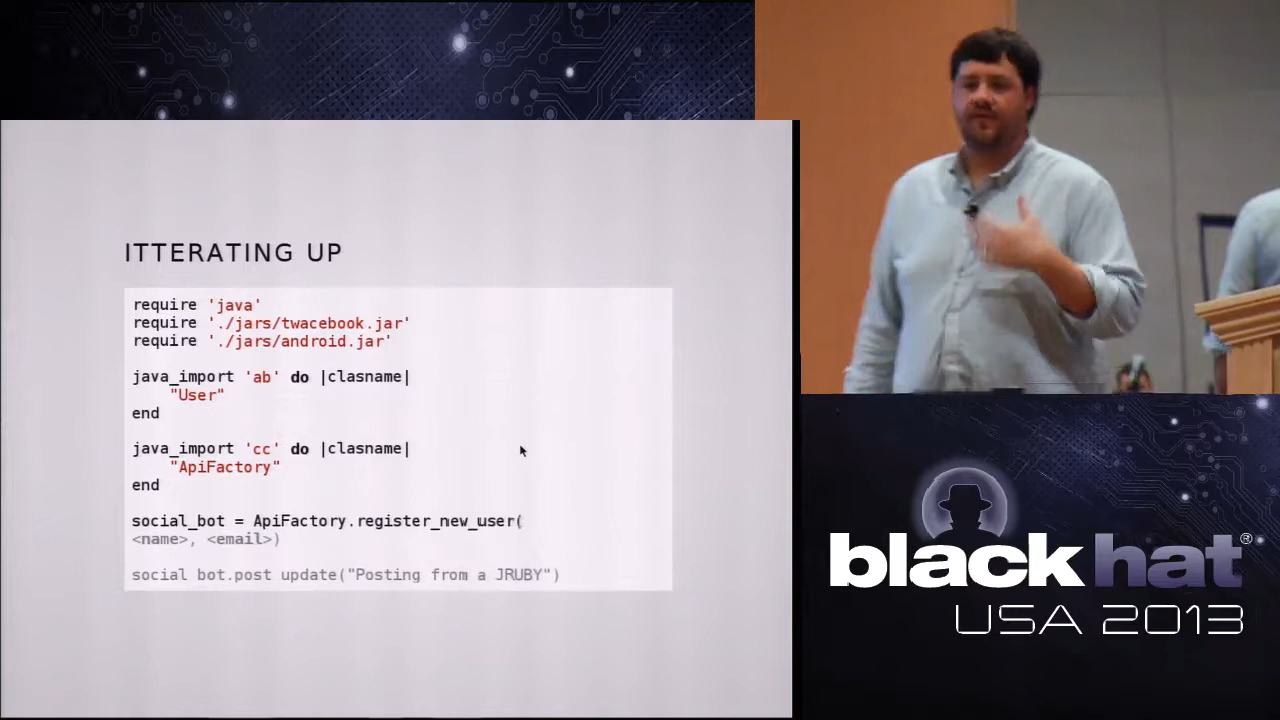 ITTERATING UP
require 'java'
require './jars/twacebook.jar'
require './jars/android.jar'
java_import 'ab' do |clasname|
"User"
end
java_import 'cc' do |clasname|
"ApiFactory"
end
social_bot = ApiFactory.register_new_user(
<name>, <email>)
social bot.post update("Posting from a JRUBY")
black hat®
USA 2013